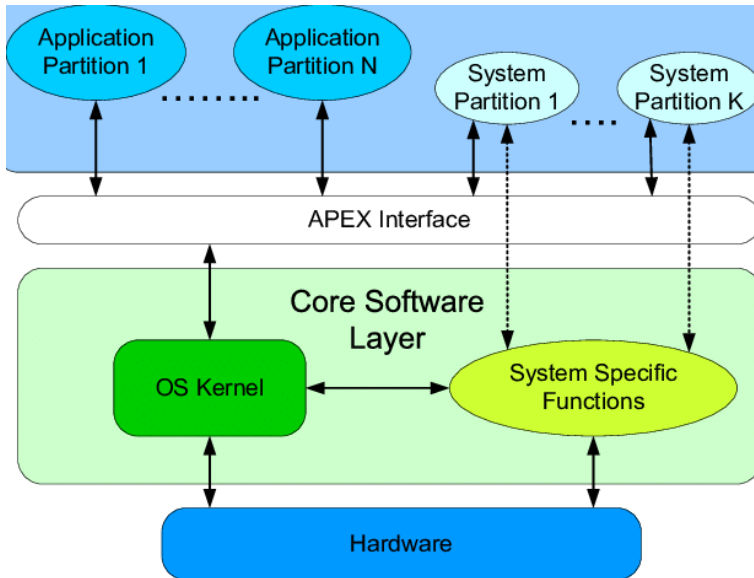 Application
Partition 1
Application
Partition N
System
Partition 1
System
Partition K
APEX Interface
Core Software
Layer
OS Kernel
System Specific
Functions
Hardware